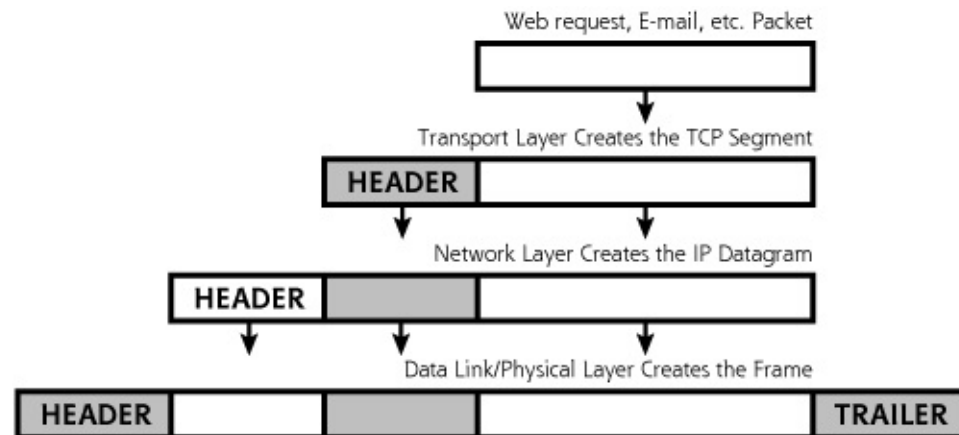 Web request, E-mail, etc. Packet
Transport Layer Creates the TCP Segment
HEADER
Network Layer Creates the IP Datagram
HEADER
Data Link/Physical Layer Creates the Frame
HEADER TRAILER